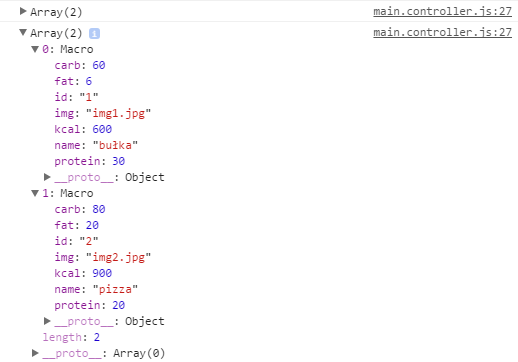 Array(2) main.controller.js:27
Array(2) i main.controller.js:27
0: Macro
carb: 60
fat: 6
id: "1"
img: "img1.jpg"
kcal: 600
name: "bułka"
protein: 30
__proto__: Object
1: Macro
carb: 80
fat: 20
id: "2"
img: "img2.jpg"
kcal: 900
name: "pizza"
protein: 20
__proto__: Object
length: 2
__proto__: Array(0)